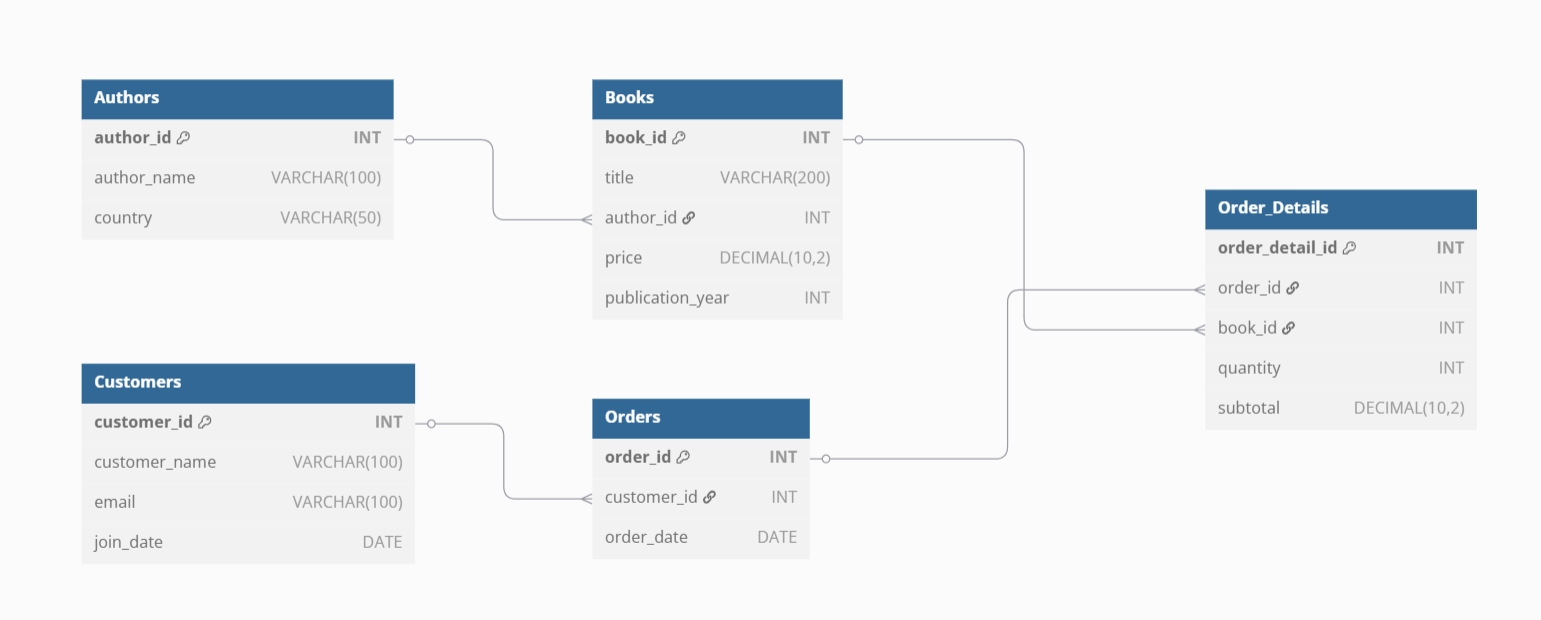 Authors
author_id INT
author_name VARCHAR(100)
country VARCHAR(50)
Books
book_id INT
title VARCHAR(200)
author_id INT
price DECIMAL(10,2)
publication_year INT
Order_Details
order_detail_id INT
order_id INT
book_id INT
quantity INT
subtotal DECIMAL(10,2)
Customers
customer_id INT
customer_name VARCHAR(100)
email VARCHAR(100)
join_date DATE
Orders
order_id INT
customer_id INT
order_date DATE